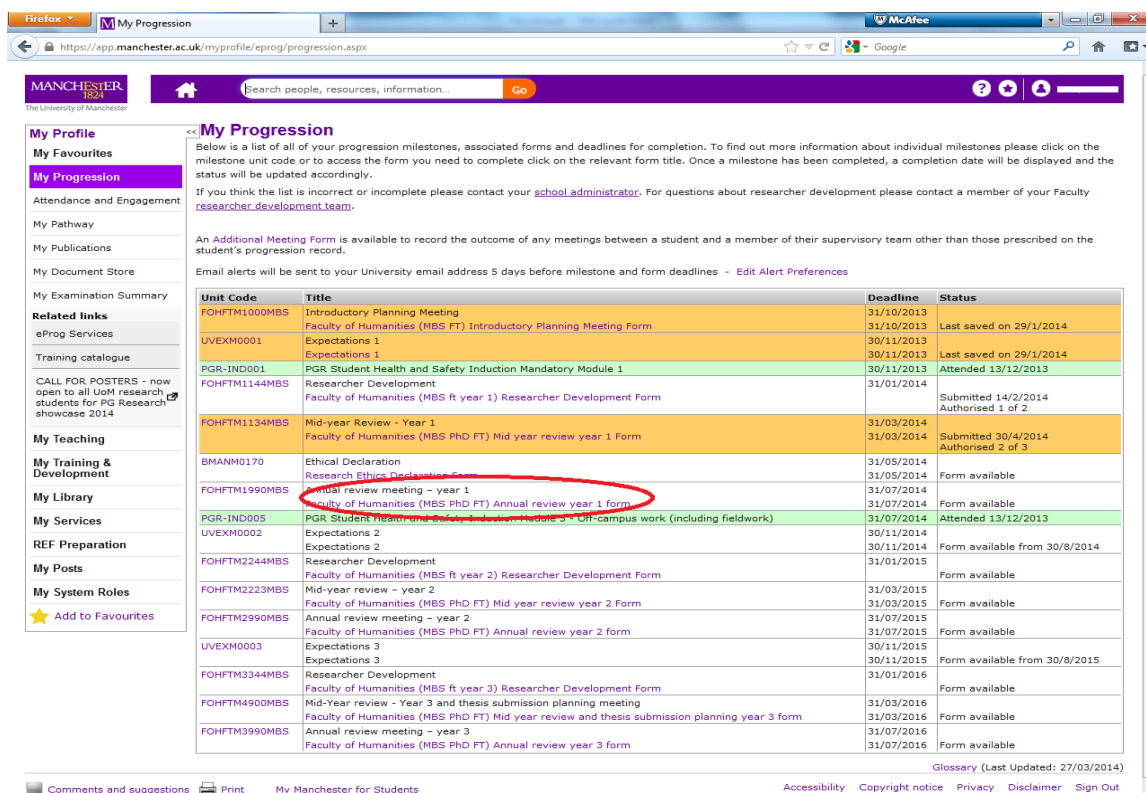 Firefox
My Progression
+
McAfee
https://app.manchester.ac.uk/myprofile/eprog/progression.aspx
Google
MANCHESTER
1824
The University of Manchester
Search people, resources, information...
Go
My Profile
My Favourites
My Progression
Attendance and Engagement
My Pathway
My Publications
My Document Store
My Examination Summary
Related links
eProg Services
Training catalogue
CALL FOR POSTERS - now
open to all UoM research
students for PG Research
showcase 2014
My Teaching
My Training &
Development
My Library
My Services
REF Preparation
My Posts
My System Roles
Add to Favourites
<< My Progression
Below is a list of all of your progression milestones, associated forms and deadlines for completion. To find out more information about individual milestones please click on the
milestone unit code or to access the form you need to complete click on the relevant form title. Once a milestone has been completed, a completion date will be displayed and the
status will be updated accordingly.
If you think the list is incorrect or incomplete please contact your school administrator. For questions about researcher development please contact a member of your Faculty
researcher development team.
An Additional Meeting Form is available to record the outcome of any meetings between a student and a member of their supervisory team other than those prescribed on the
student's progression record.
Email alerts will be sent to your University email address 5 days before milestone and form deadlines - Edit Alert Preferences
Unit Code Title Deadline Status
FOHFTM1000MBS Introductory Planning Meeting 31/10/2013
Faculty of Humanities (MBS FT) Introductory Planning Meeting Form 31/10/2013 Last saved on 29/1/2014
UVEXM0001 Expectations 1 30/11/2013
Expectations 1 30/11/2013 Last saved on 29/1/2014
PGR-IND001 PGR Student Health and Safety Induction Mandatory Module 1 30/11/2013 Attended 13/12/2013
FOHFTM1144MBS Researcher Development 31/01/2014
Faculty of Humanities (MBS ft year 1) Researcher Development Form Submitted 14/2/2014
Authorised 1 of 2
FOHFTM1134MBS Mid-year Review - Year 1 31/03/2014
Faculty of Humanities (MBS PhD FT) Mid year review year 1 Form 31/03/2014 Submitted 30/4/2014
Authorised 2 of 3
BMANM0170 Ethical Declaration 31/05/2014
Research Ethics Declaration Form 31/05/2014 Form available
FOHFTM1990MBS Annual review meeting – year 1 31/07/2014
Faculty of Humanities (MBS PhD FT) Annual review year 1 form 31/07/2014 Form available
PGR-IND005 PGR Student Health and Safety Induction Module 5 - Off-campus work (including fieldwork) 31/07/2014 Attended 13/12/2013
UVEXM0002 Expectations 2 30/11/2014
Expectations 2 30/11/2014 Form available from 30/8/2014
FOHFTM2244MBS Researcher Development 31/01/2015
Faculty of Humanities (MBS ft year 2) Researcher Development Form Form available
FOHFTM2223MBS Mid-year review – year 2 31/03/2015
Faculty of Humanities (MBS PhD FT) Mid year review year 2 Form 31/03/2015 Form available
FOHFTM2990MBS Annual review meeting – year 2 31/07/2015
Faculty of Humanities (MBS PhD FT) Annual review year 2 form 31/07/2015 Form available
UVEXM0003 Expectations 3 30/11/2015
Expectations 3 30/11/2015 Form available from 30/8/2015
FOHFTM3344MBS Researcher Development 31/01/2016
Faculty of Humanities (MBS ft year 3) Researcher Development Form Form available
FOHFTM4900MBS Mid-Year review - Year 3 and thesis submission planning meeting 31/03/2016
Faculty of Humanities (MBS PhD FT) Mid year review and thesis submission planning year 3 form 31/03/2016 Form available
FOHFTM3990MBS Annual review meeting – year 3 31/07/2016
Faculty of Humanities (MBS PhD FT) Annual review year 3 form 31/07/2016 Form available
Glossary (Last Updated: 27/03/2014)
Comments and suggestions Print My Manchester for Students Accessibility Copyright notice Privacy Disclaimer Sign Out